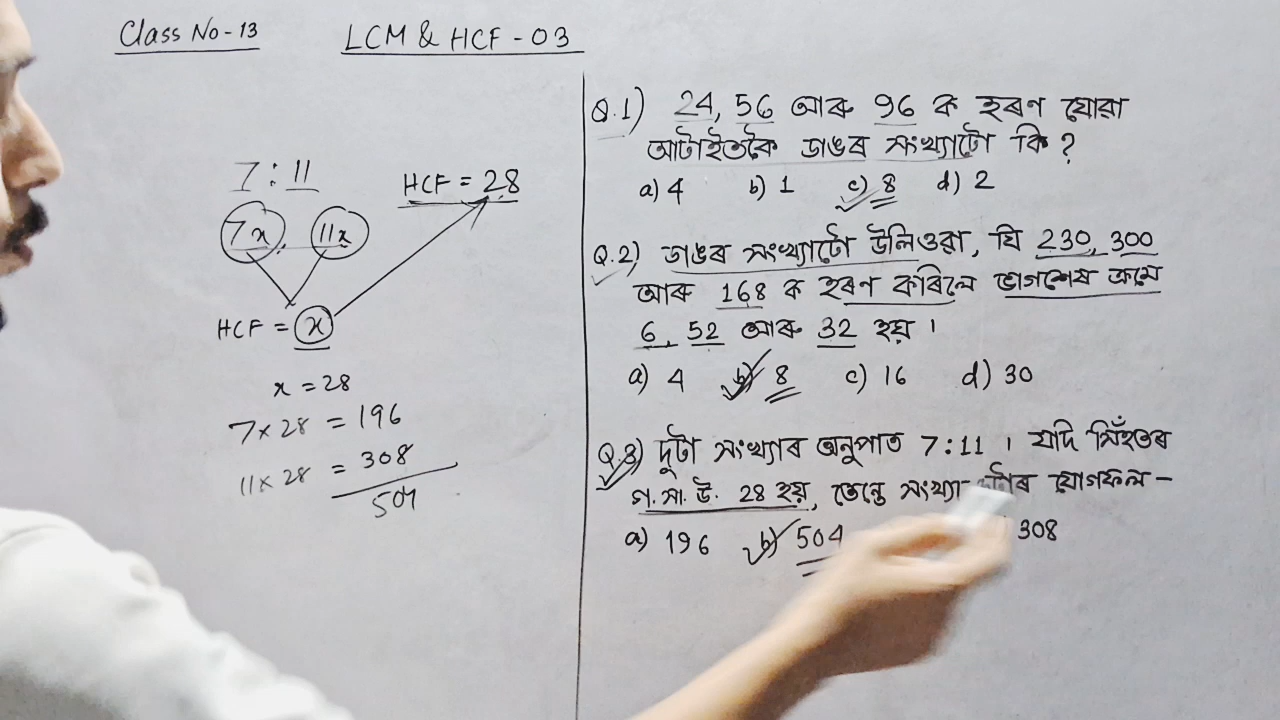 Class No-13
LCM & HCF-03
7 : 11
HCF = 28
7x, 11x
HCF = x
x = 28
7 × 28 = 196
11 × 28 = 308
504
Q.1) 24, 56 আৰু 96 ক হৰণ যোৱা
আটাইতকৈ ডাঙৰ সংখ্যাটো কি ?
a) 4 b) 1 c) 8 d) 2
Q.2) ডাঙৰ সংখ্যাটো উলিওৱা, যি 230, 300
আৰু 168 ক হৰণ কৰিলে ভাগশেষ ক্ৰমে
6, 52 আৰু 32 হয় ।
a) 4 b) 8 c) 16 d) 30
Q.3) দুটা সংখ্যাৰ অনুপাত 7:11 । যদি সিঁহতৰ
গ. সা. উ. 28 হয়, তেন্তে যোগফল -
a) 196 b) 504 308